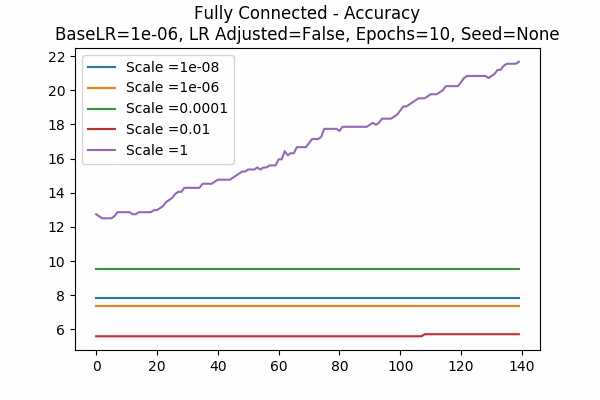 Fully Connected - Accuracy
BaseLR=1e-06, LR Adjusted=False, Epochs=10, Seed=None
Scale =1e-08
Scale =1e-06
Scale =0.0001
Scale =0.01
Scale =1
22
20
18
16
14
12
10
8
6
0 20 40 60 80 100 120 140